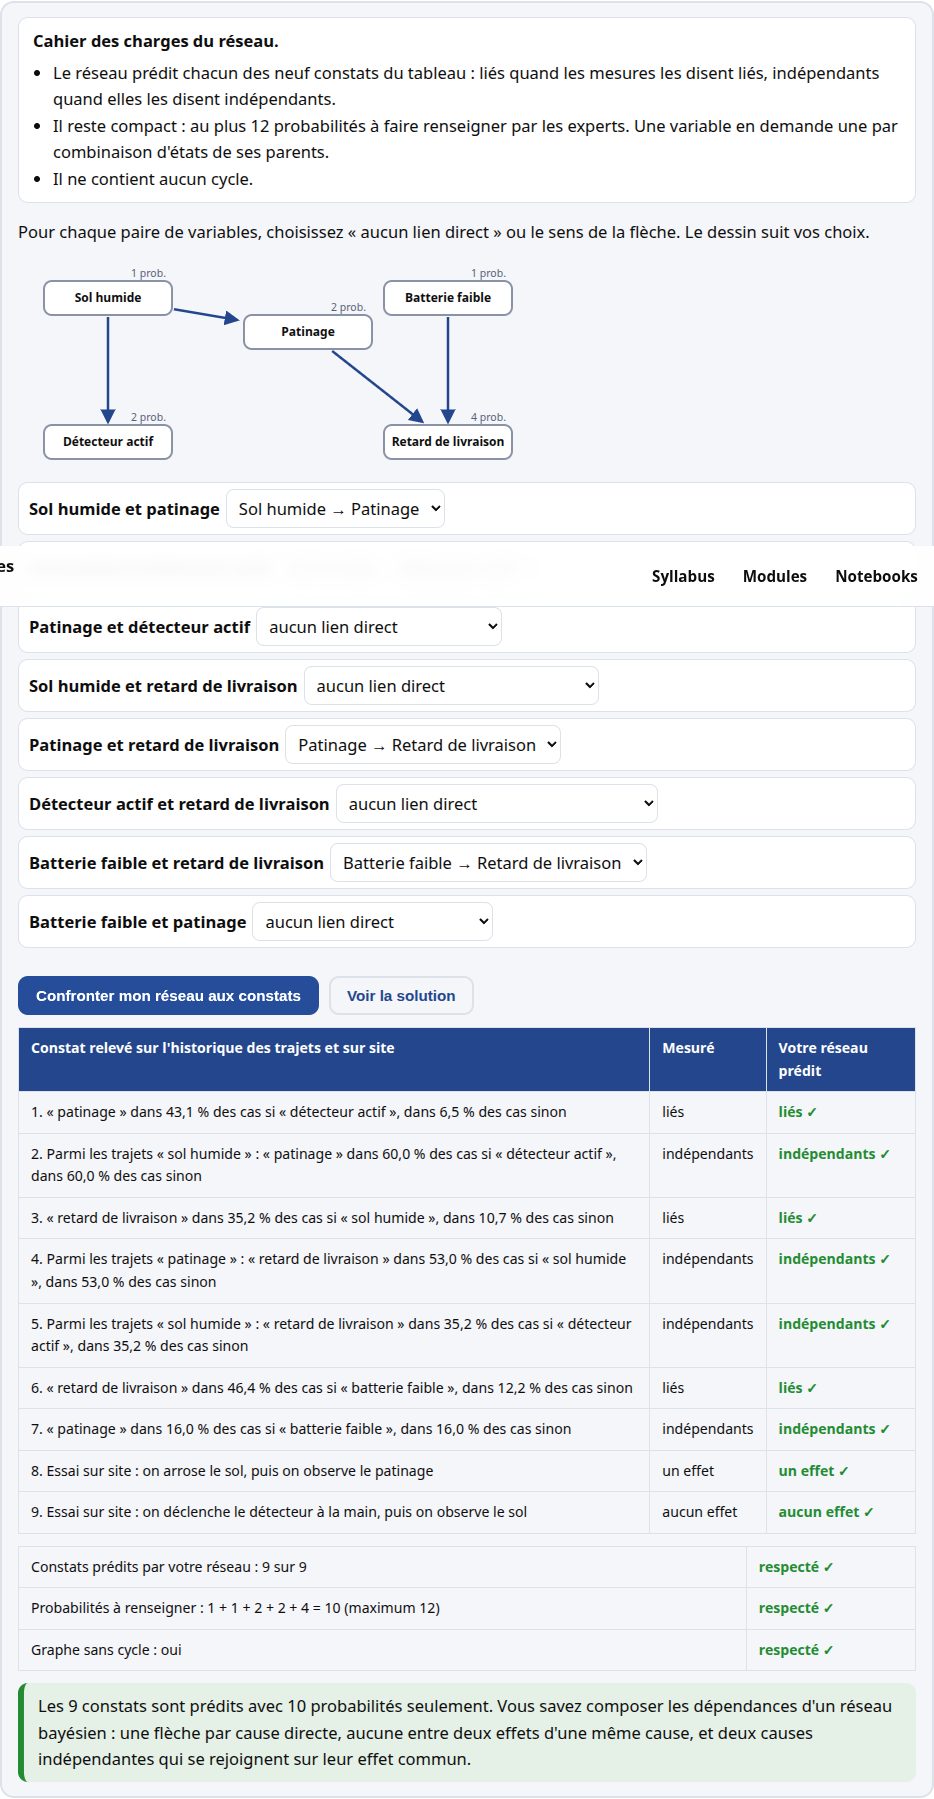 Cahier des charges du réseau.
• Le réseau prédit chacun des neuf constats du tableau : liés quand les mesures les disent liés, indépendants
quand elles les disent indépendants.
• Il reste compact : au plus 12 probabilités à faire renseigner par les experts. Une variable en demande une par
combinaison d'états de ses parents.
• Il ne contient aucun cycle.
Pour chaque paire de variables, choisissez « aucun lien direct » ou le sens de la flèche. Le dessin suit vos choix.
1 prob.
Sol humide
1 prob.
Batterie faible
2 prob.
Patinage
2 prob.
Détecteur actif
4 prob.
Retard de livraison
Sol humide et patinage Sol humide → Patinage
es
Syllabus Modules Notebooks
Patinage et détecteur actif aucun lien direct
Sol humide et retard de livraison aucun lien direct
Patinage et retard de livraison Patinage → Retard de livraison
Détecteur actif et retard de livraison aucun lien direct
Batterie faible et retard de livraison Batterie faible → Retard de livraison
Batterie faible et patinage aucun lien direct
Confronter mon réseau aux constats Voir la solution
Constat relevé sur l'historique des trajets et sur site Mesuré Votre réseau
prédit
1. « patinage » dans 43,1 % des cas si « détecteur actif », dans 6,5 % des cas sinon liés liés ✓
2. Parmi les trajets « sol humide » : « patinage » dans 60,0 % des cas si « détecteur actif », indépendants indépendants ✓
dans 60,0 % des cas sinon
3. « retard de livraison » dans 35,2 % des cas si « sol humide », dans 10,7 % des cas sinon liés liés ✓
4. Parmi les trajets « patinage » : « retard de livraison » dans 53,0 % des cas si « sol humide indépendants indépendants ✓
», dans 53,0 % des cas sinon
5. Parmi les trajets « sol humide » : « retard de livraison » dans 35,2 % des cas si « détecteur indépendants indépendants ✓
actif », dans 35,2 % des cas sinon
6. « retard de livraison » dans 46,4 % des cas si « batterie faible », dans 12,2 % des cas sinon liés liés ✓
7. « patinage » dans 16,0 % des cas si « batterie faible », dans 16,0 % des cas sinon indépendants indépendants ✓
8. Essai sur site : on arrose le sol, puis on observe le patinage un effet un effet ✓
9. Essai sur site : on déclenche le détecteur à la main, puis on observe le sol aucun effet aucun effet ✓
Constats prédits par votre réseau : 9 sur 9 respecté ✓
Probabilités à renseigner : 1 + 1 + 2 + 2 + 4 = 10 (maximum 12) respecté ✓
Graphe sans cycle : oui respecté ✓
Les 9 constats sont prédits avec 10 probabilités seulement. Vous savez composer les dépendances d'un réseau
bayésien : une flèche par cause directe, aucune entre deux effets d'une même cause, et deux causes
indépendantes qui se rejoignent sur leur effet commun.